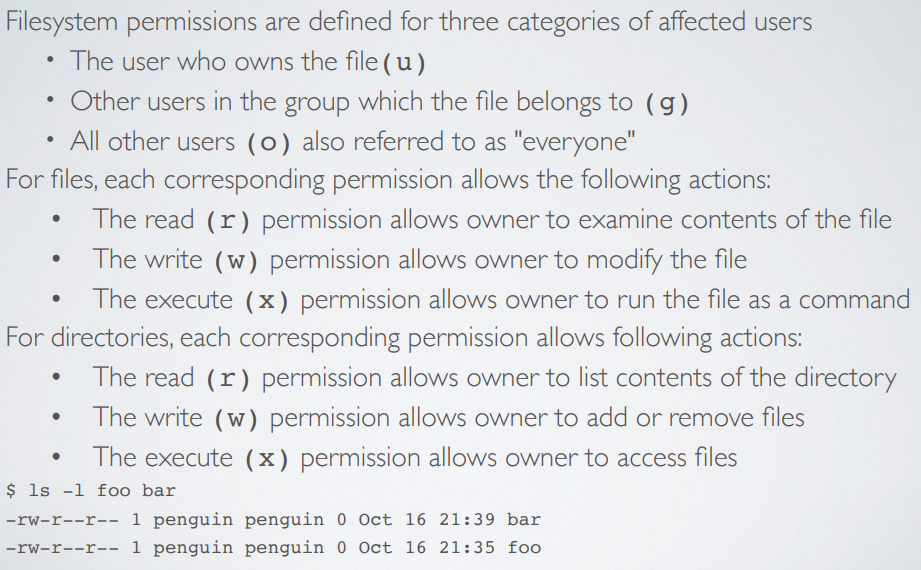 Filesystem permissions are defined for three categories of affected users
• The user who owns the file(u)
• Other users in the group which the file belongs to (g)
• All other users (o) also referred to as "everyone"
For files, each corresponding permission allows the following actions:
• The read (r) permission allows owner to examine contents of the file
• The write (w) permission allows owner to modify the file
• The execute (x) permission allows owner to run the file as a command
For directories, each corresponding permission allows following actions:
• The read (r) permission allows owner to list contents of the directory
• The write (w) permission allows owner to add or remove files
• The execute (x) permission allows owner to access files
$ ls -l foo bar
-rw-r--r-- 1 penguin penguin 0 Oct 16 21:39 bar
-rw-r--r-- 1 penguin penguin 0 Oct 16 21:35 foo